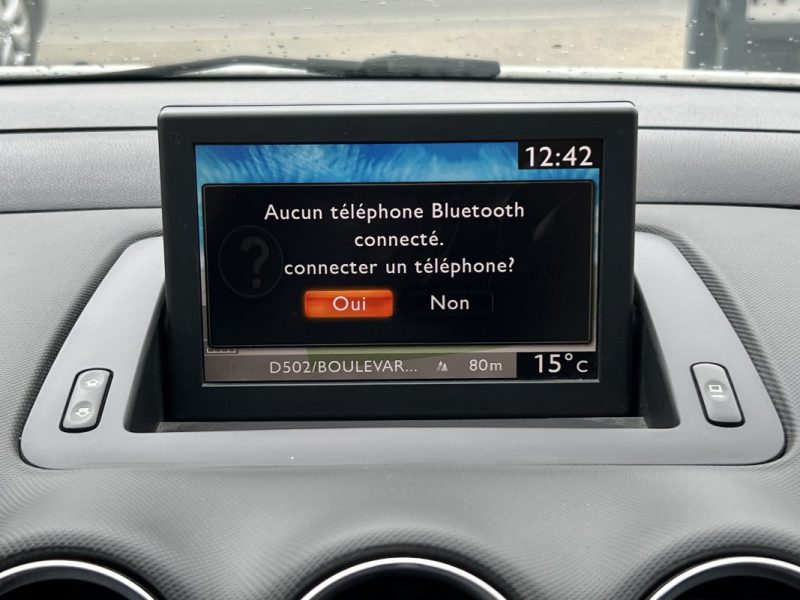 12:42
Aucun téléphone Bluetooth
connecté.
?
connecter un téléphone?
Oui Non
D502/BOULEVAR... 80m 15°C